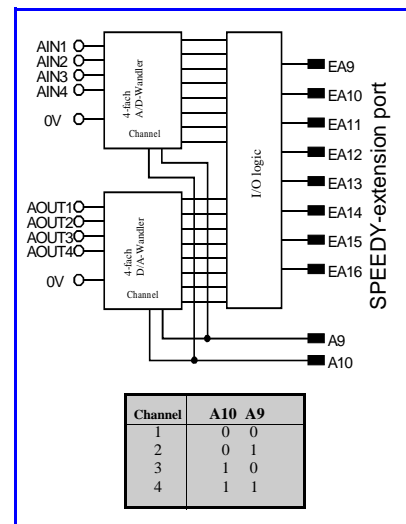 AIN1
AIN2
AIN3
AIN4
0V
4-fach
A/D-Wandler
Channel
AOUT1
AOUT2
AOUT3
AOUT4
0V
4-fach
D/A-Wandler
Channel
I/O logic
EA9
EA10
EA11
EA12
EA13
EA14
EA15
EA16
A9
A10
SPEEDY-extension port
Channel A10 A9
1 0 0
2 0 1
3 1 0
4 1 1